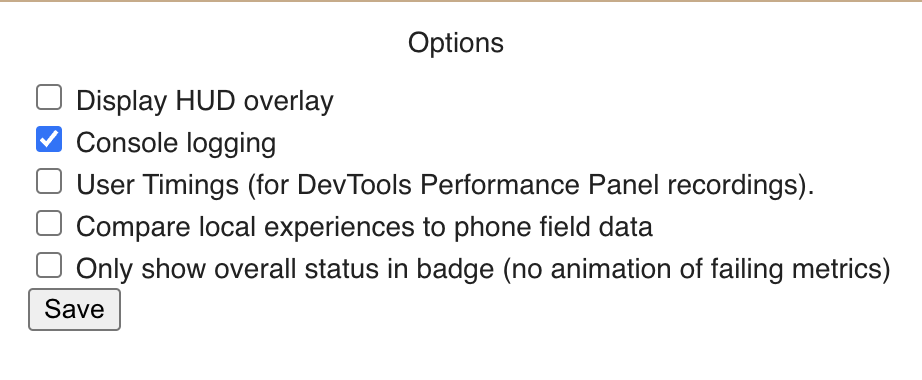 Options
Display HUD overlay
Console logging
User Timings (for DevTools Performance Panel recordings).
Compare local experiences to phone field data
Only show overall status in badge (no animation of failing metrics)
Save